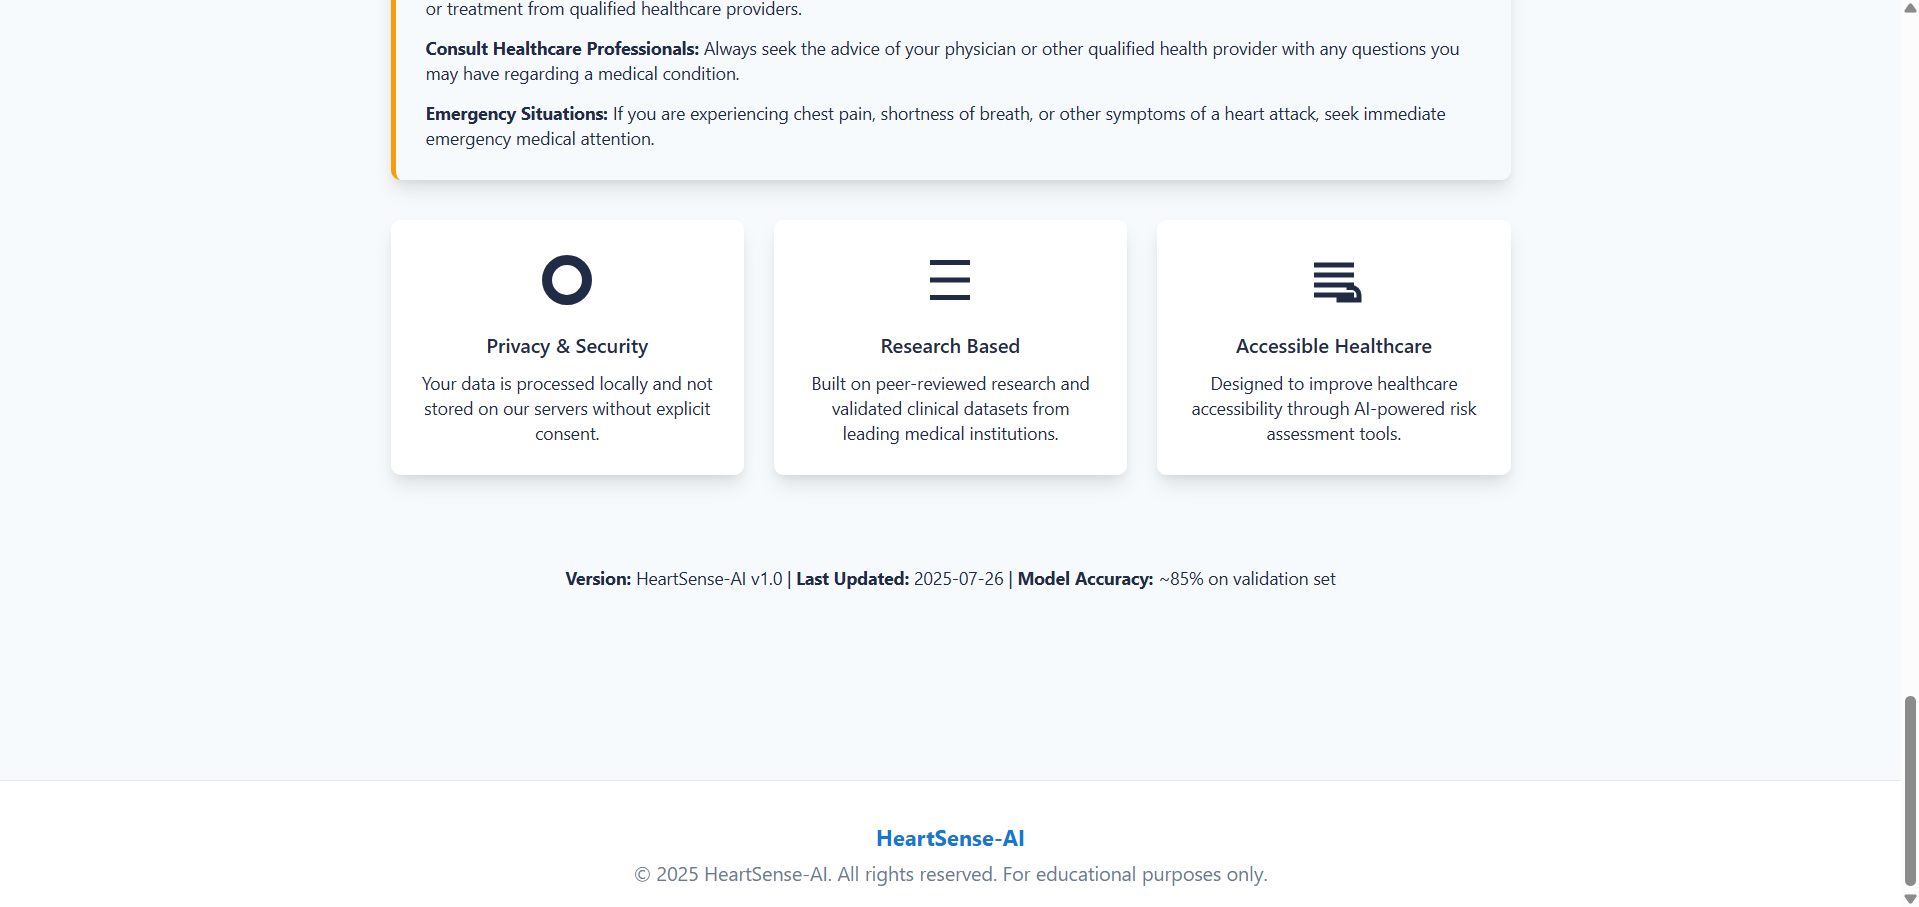 or treatment from qualified healthcare providers.
Consult Healthcare Professionals: Always seek the advice of your physician or other qualified health provider with any questions you
may have regarding a medical condition.
Emergency Situations: If you are experiencing chest pain, shortness of breath, or other symptoms of a heart attack, seek immediate
emergency medical attention.
Privacy & Security
Your data is processed locally and not
stored on our servers without explicit
consent.
Research Based
Built on peer-reviewed research and
validated clinical datasets from
leading medical institutions.
Accessible Healthcare
Designed to improve healthcare
accessibility through AI-powered risk
assessment tools.
Version: HeartSense-AI v1.0 | Last Updated: 2025-07-26 | Model Accuracy: ~85% on validation set
HeartSense-AI
© 2025 HeartSense-AI. All rights reserved. For educational purposes only.